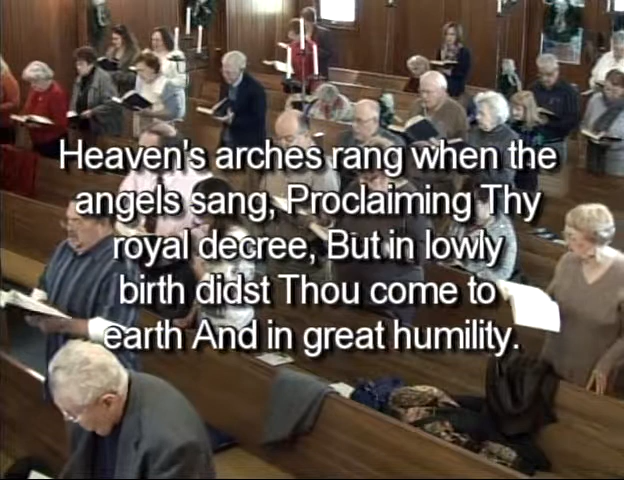 Heaven's arches rang when the
angels sang, Proclaiming Thy
royal decree, But in lowly
birth didst Thou come to
earth And in great humility.